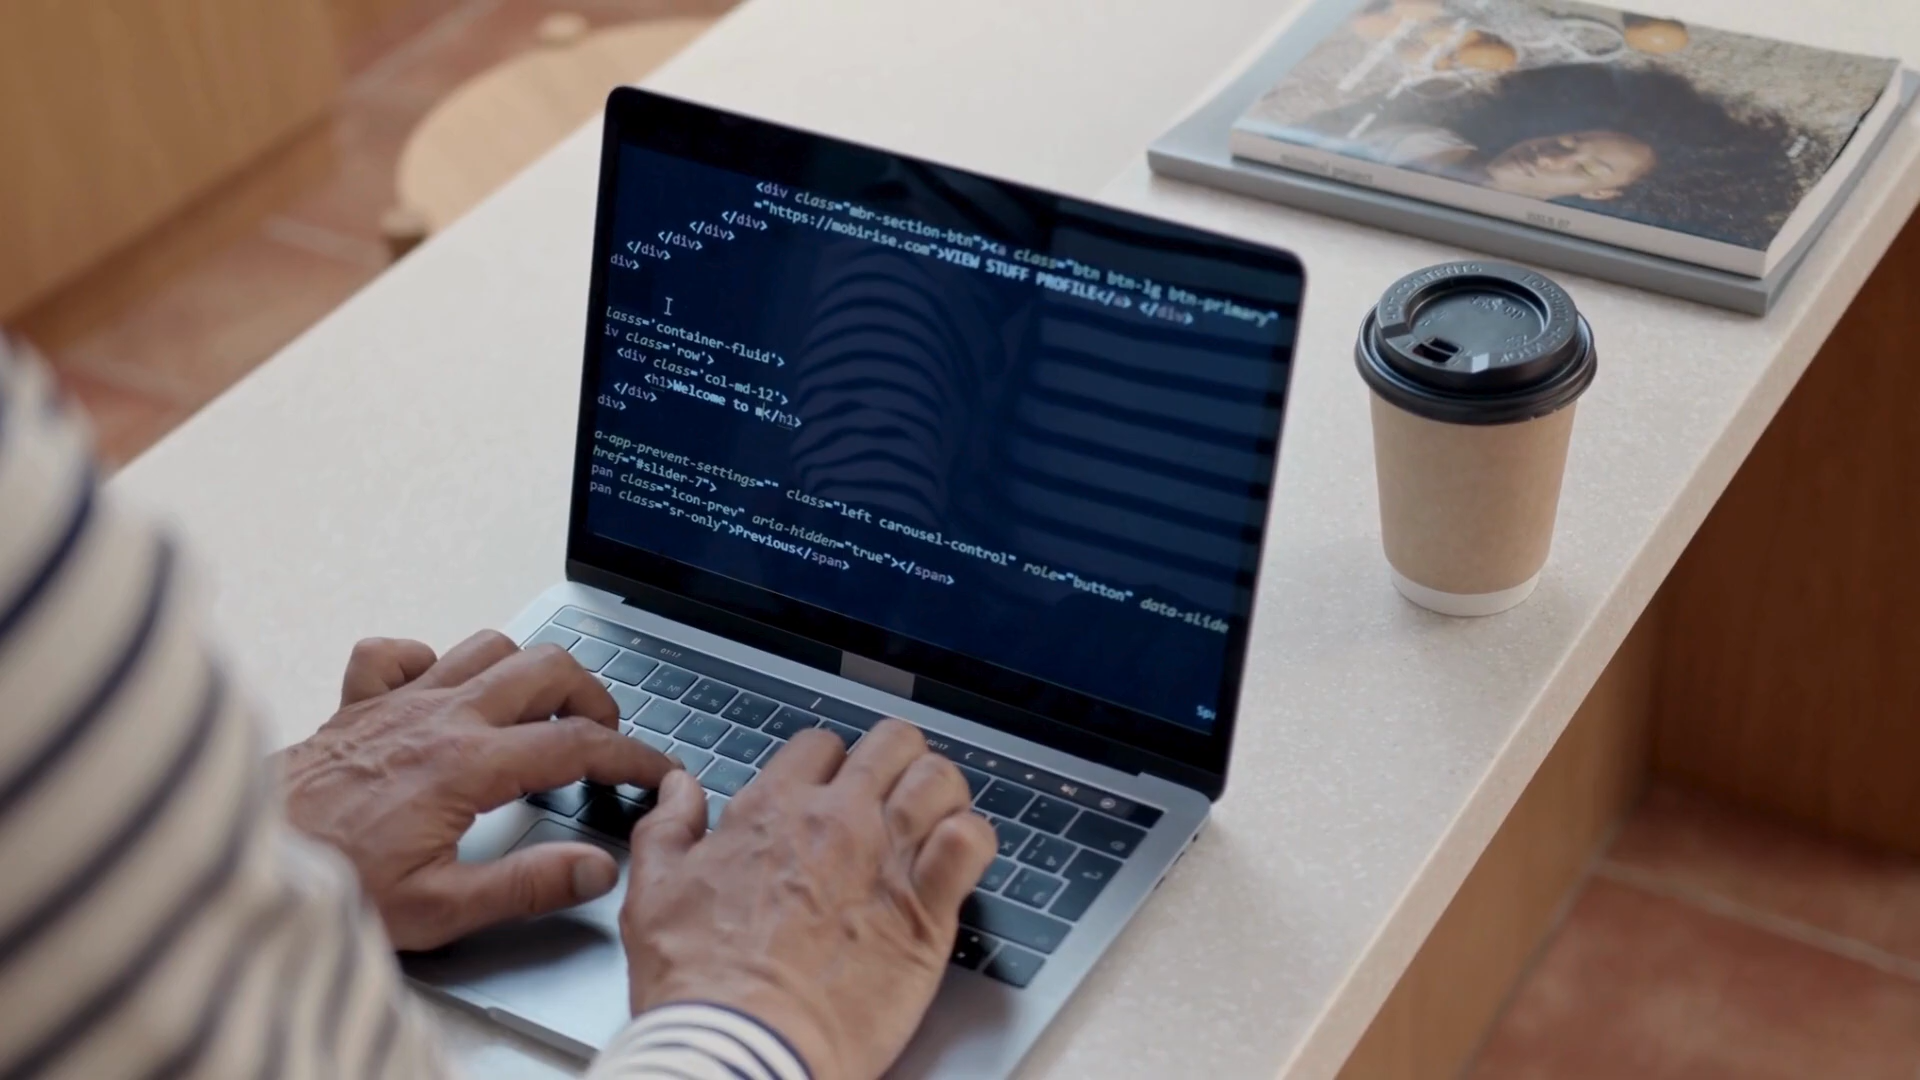 <div class="mbr-section-btn"><a class="btn btn-lg btn-primary"
="https://mobirise.com">VIEW STUFF PROFILE</a> </div>
</div>
</div>
</div>
</div>
div>
lasss='container-fluid'>
iv class='row'>
<div class='col-md-12'>
<h1>Welcome to m</h1>
</div>
div>
a-app-prevent-settings="" class="left carousel-control" role="button" data-slide
href="#slider-7">
pan class="icon-prev" aria-hidden="true"></span>
pan class="sr-only">Previous</span>